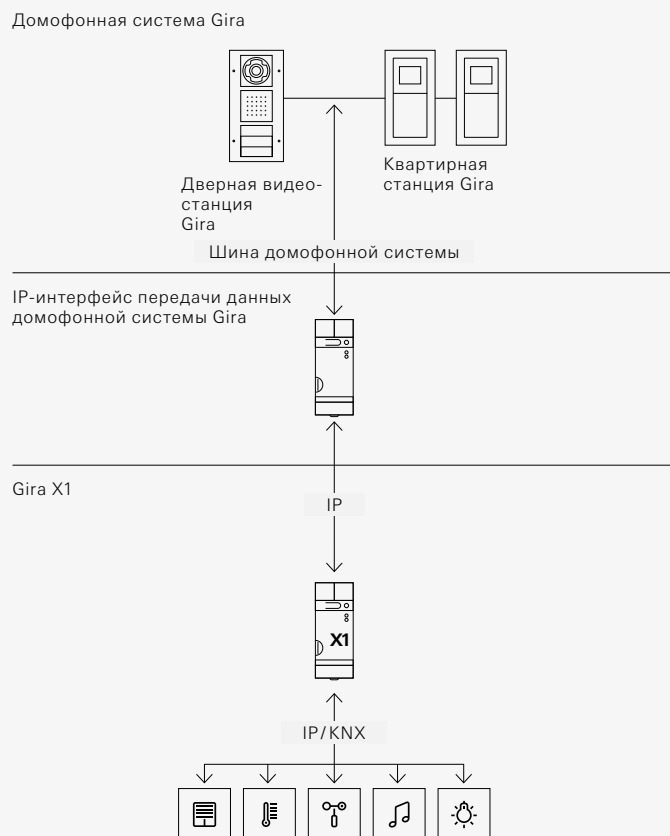 Домофонная система Gira
Квартирная
станция Gira
Дверная видео-
станция
Gira
Шина домофонной системы
IP-интерфейс передачи данных
домофонной системы Gira
Gira X1
IP
X1
IP/KNX